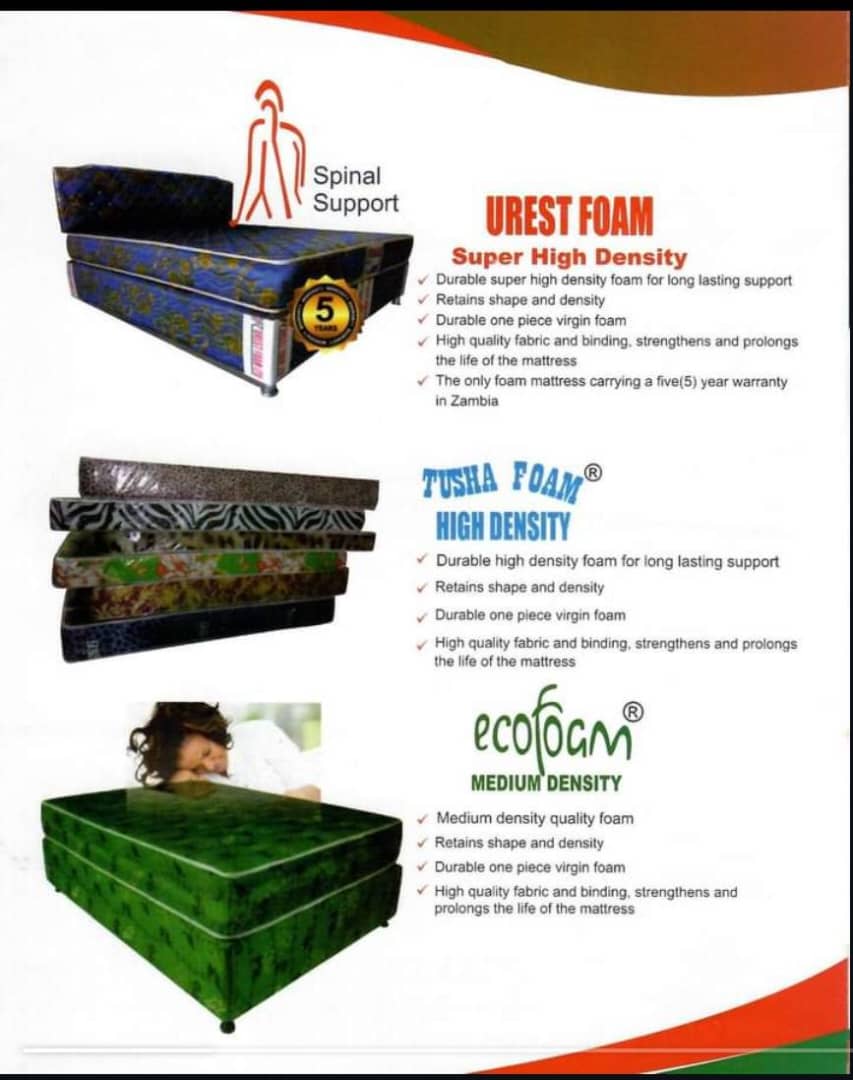 Spinal
Support
UREST FOAM
Super High Density
Durable super high density foam for long lasting support
Retains shape and density
Durable one piece virgin foam
High quality fabric and binding, strengthens and prolongs
the life of the mattress
The only foam mattress carrying a five(5) year warranty
in Zambia
5
YEARS
TUSHA FOAM®
HIGH DENSITY
Durable high density foam for long lasting support
Retains shape and density
Durable one piece virgin foam
High quality fabric and binding, strengthens and prolongs
the life of the mattress
ecofoam®
MEDIUM DENSITY
Medium density quality foam
Retains shape and density
Durable one piece virgin foam
High quality fabric and binding, strengthens and
prolongs the life of the mattress